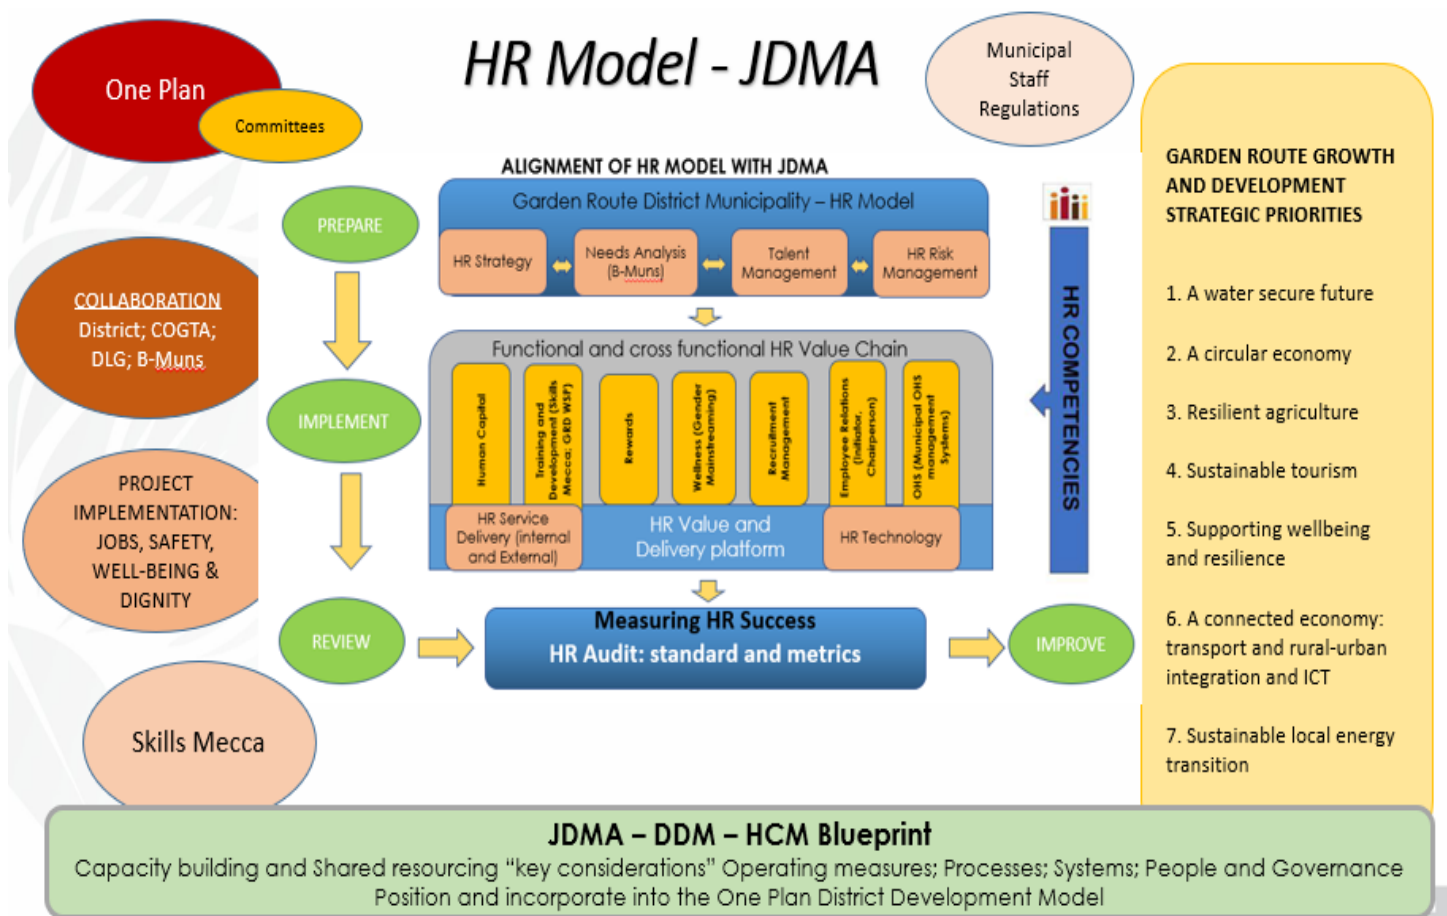 HR Model - JDMA
One Plan
Committees
Municipal
Staff
Regulations
COLLABORATION
District; COGTA;
DLG; B-Muns
PROJECT
IMPLEMENTATION:
JOBS, SAFETY,
WELL-BEING &
DIGNITY
Skills Mecca
PREPARE
IMPLEMENT
REVIEW
ALIGNMENT OF HR MODEL WITH JDMA
Garden Route District Municipality – HR Model
HR Strategy
Needs Analysis
(B-Muns)
Talent
Management
HR Risk
Management
Functional and cross functional HR Value Chain
Human Capital
Training and
Development (Skills
Mecca: GRD WSP)
Rewards
Wellness (Gender
Mainstreaming)
Recruitment
Management
Employee Relations
(Initiator,
Chairperson)
OHS (Municipal OHS
management
Systems)
HR Service
Delivery (internal
and External)
HR Value and
Delivery platform
HR Technology
Measuring HR Success
HR Audit: standard and metrics
IMPROVE
HR COMPETENCIES
GARDEN ROUTE GROWTH
AND DEVELOPMENT
STRATEGIC PRIORITIES
1. A water secure future
2. A circular economy
3. Resilient agriculture
4. Sustainable tourism
5. Supporting wellbeing
and resilience
6. A connected economy:
transport and rural-urban
integration and ICT
7. Sustainable local energy
transition
JDMA – DDM – HCM Blueprint
Capacity building and Shared resourcing “key considerations” Operating measures; Processes; Systems; People and Governance
Position and incorporate into the One Plan District Development Model